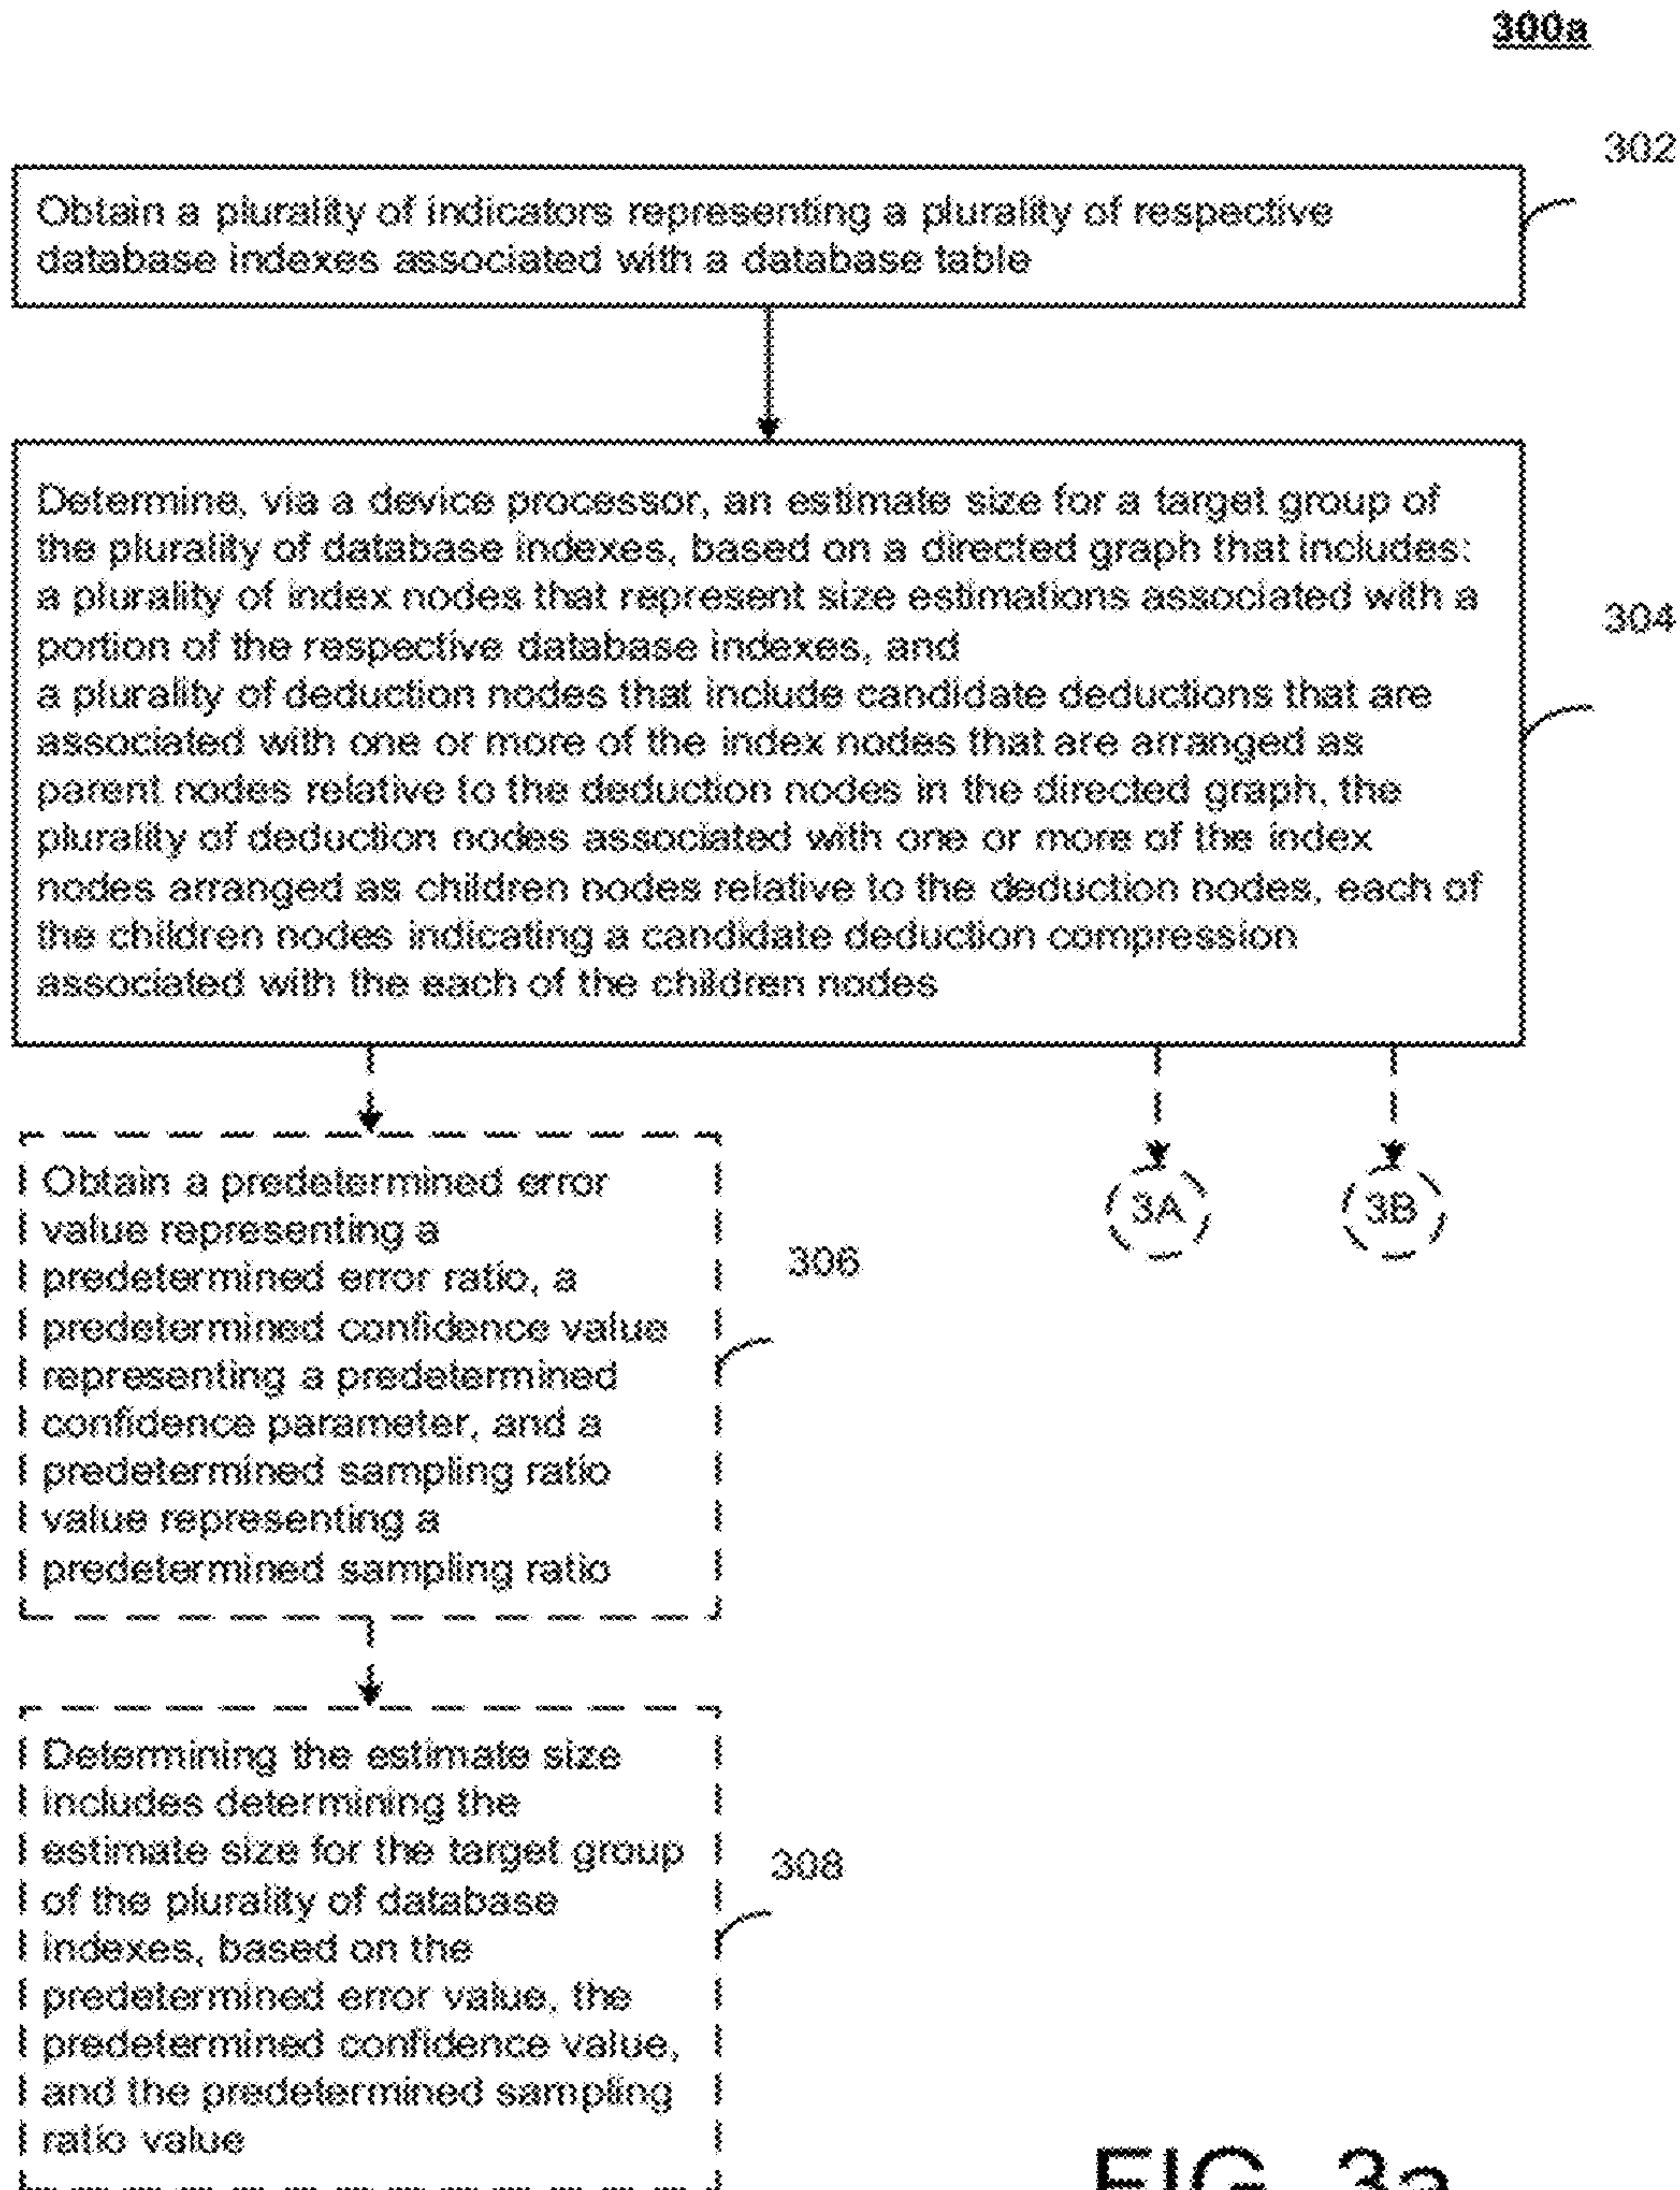 300a
302
Obtain a plurality of indicators representing a plurality of respective
database indexes associated with a database table
Determine, via a device processor, an estimate size for a target group of
the plurality of database indexes, based on a directed graph that includes:
a plurality of index nodes that represent size estimations associated with a
portion of the respective database indexes, and
304
a plurality of deduction nodes that include candidate deductions that are
associated with one or more of the index nodes that are arranged as
parent nodes relative to the deduction nodes in the directed graph, the
plurality of deduction nodes associated with one or more of the index
nodes arranged as children nodes relative to the deduction nodes, each of
the children nodes indicating a candidate deduction compression
associated with the each of the children nodes
3A
3B
Obtain a predetermined error
value representing a
predetermined error ratio, a
predetermined confidence value
representing a predetermined
confidence parameter, and a
predetermined sampling ratio
value representing a
predetermined sampling ratio
306
Determining the estimate size
includes determining the
estimate size for the target group
of the plurality of database
indexes, based on the
predetermined error value, the
predetermined confidence value,
and the predetermined sampling
ratio value
308
FIG. 3a